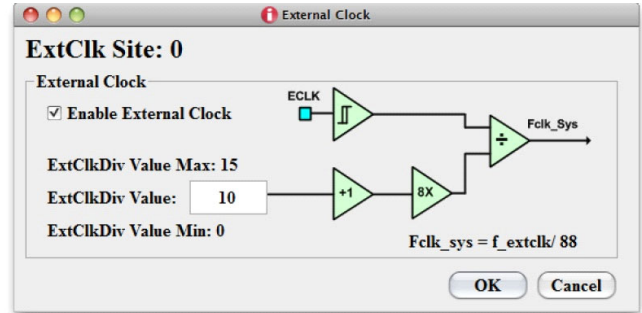 External Clock
ExtClk Site: 0
External Clock
Enable External Clock
ECLK
Fclk_Sys
÷
ExtClkDiv Value Max: 15
ExtClkDiv Value: 10
+1
8X
ExtClkDiv Value Min: 0
Fclk_sys = f_extclk/ 88
OK Cancel